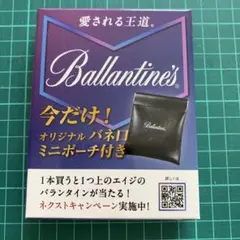 愛される王道。
Ballantine's
今だけ!
オリジナル バネ口
ミニポーチ付き
Ballantine's
1本買うと1つ上のエイジの
バランタインが当たる!
ネクストキャンペーン実施中!